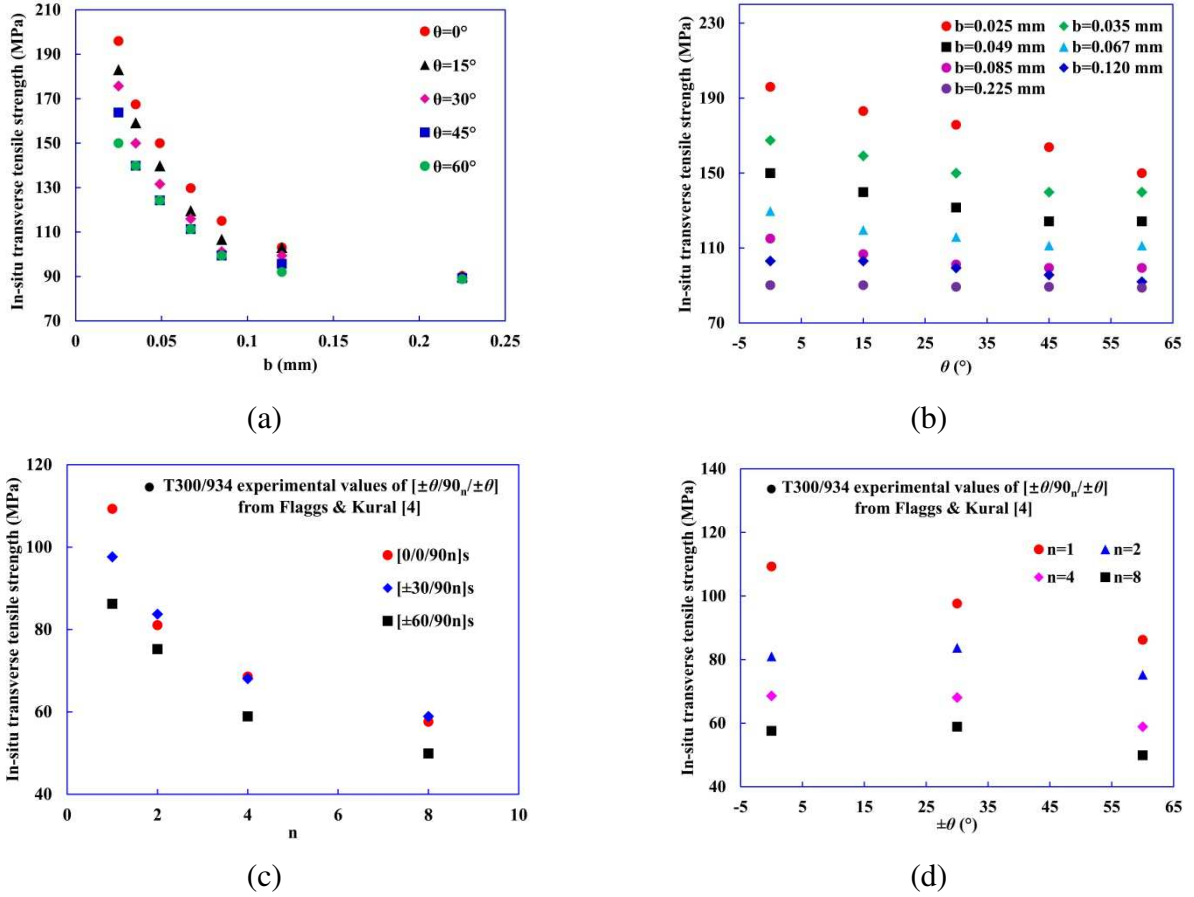 In-situ transverse tensile strength (MPa)
210
190
170
150
130
110
90
70
0
0.05
0.1
0.15
0.2
0.25
b (mm)
θ=0°
θ=15°
θ=30°
θ=45°
θ=60°
(a)
In-situ transverse tensile strength (MPa)
230
190
150
110
70
-5
5
15
25
35
45
55
65
θ (°)
b=0.025 mm
b=0.035 mm
b=0.049 mm
b=0.067 mm
b=0.085 mm
b=0.120 mm
b=0.225 mm
(b)
In-situ transverse tensile strength (MPa)
120
100
80
60
40
0
2
4
6
8
10
n
T300/934 experimental values of [±θ/90n/±θ]
from Flaggs & Kural [4]
[0/0/90n]s
[±30/90n]s
[±60/90n]s
(c)
In-situ transverse tensile strength (MPa)
140
120
100
80
60
40
-5
5
15
25
35
45
55
65
±θ (°)
T300/934 experimental values of [±θ/90n/±θ]
from Flaggs & Kural [4]
n=1
n=2
n=4
n=8
(d)